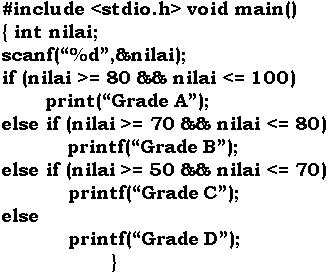 #include <stdio.h> void main()
{ int nilai;
scanf(“%d”,&nilai);
if (nilai >= 80 && nilai <= 100)
print(“Grade A”);
else if (nilai >= 70 && nilai <= 80)
printf(“Grade B”);
else if (nilai >= 50 && nilai <= 70)
printf(“Grade C”);
else
printf(“Grade D”);
}